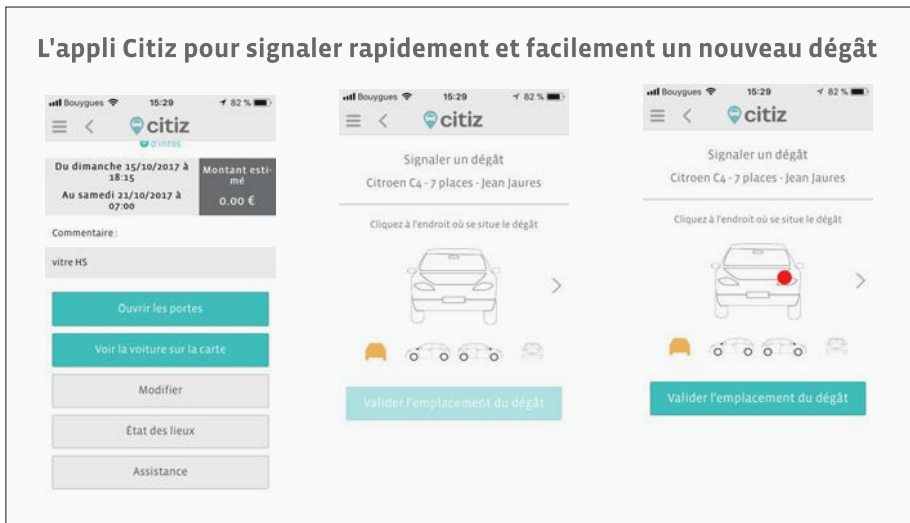 L'appli Citiz pour signaler rapidement et facilement un nouveau dégât
Bouygues 15:29 82 %
citiz
d'infos
Du dimanche 15/10/2017 à
18:15
Au samedi 21/10/2017 à
07:00
Montant esti-
mé
0.00 €
Commentaire :
vitre HS
Ouvrir les portes
Voir la voiture sur la carte
Modifier
État des lieux
Assistance
Bouygues 15:29 82 %
citiz
Signaler un dégât
Citroen C4 - 7 places - Jean Jaures
Cliquez à l'endroit où se situe le dégât
Valider l'emplacement du dégât
Bouygues 15:29 82 %
citiz
Signaler un dégât
Citroen C4 - 7 places - Jean Jaures
Cliquez à l'endroit où se situe le dégât
Valider l'emplacement du dégât